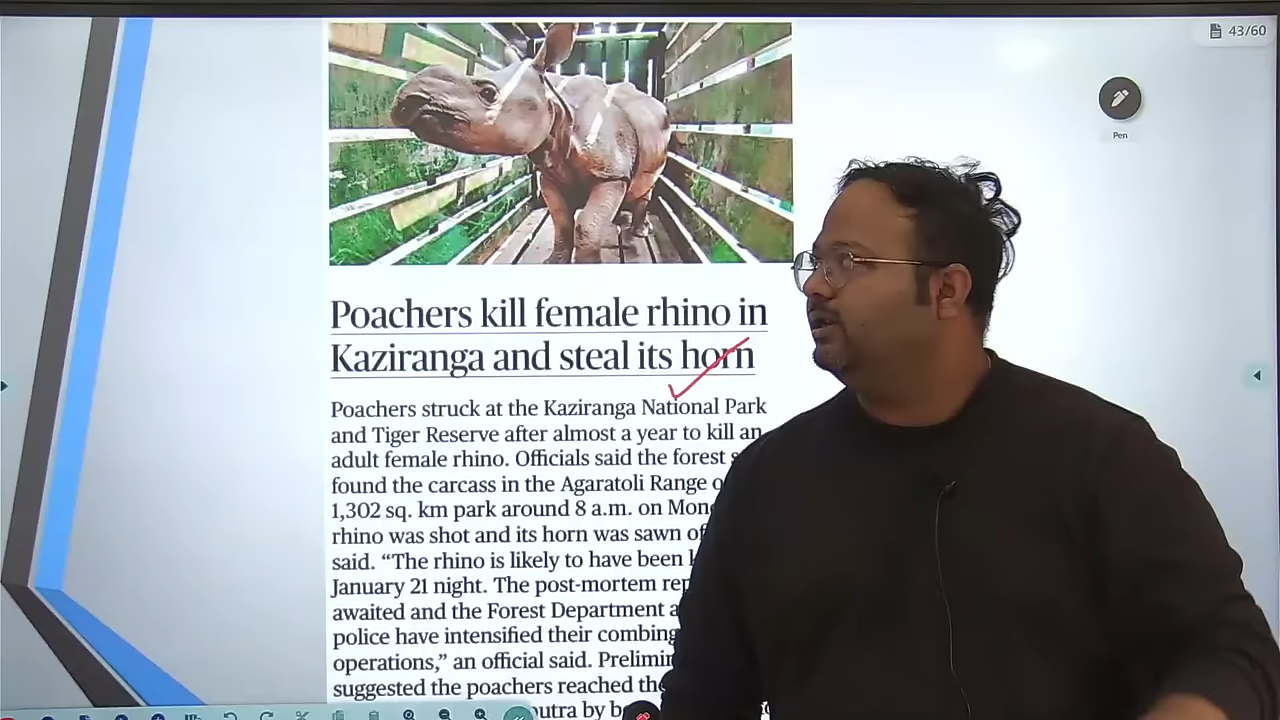 43/60
Pen
Poachers kill female rhino in
Kaziranga and steal its horn
Poachers struck at the Kaziranga National Park
and Tiger Reserve after almost a year to kill an
adult female rhino. Officials said the forest
found the carcass in the Agaratoli Range
1,302 sq. km park around 8 a.m. on
rhino was shot and its horn was sawn
said. “The rhino is likely to have been
January 21 night. The post-mortem
awaited and the Forest Department
police have intensified their combing
operations,” an official said.
suggested the poachers reached the
by